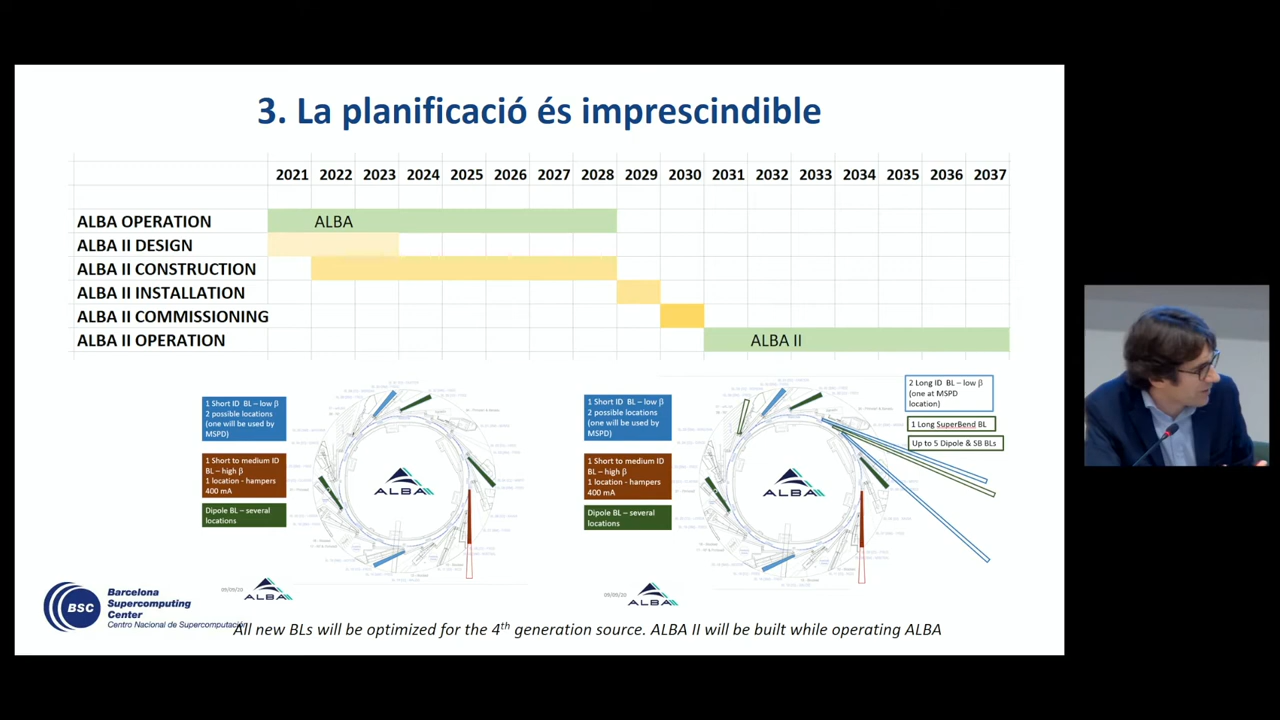 3. La planificació és imprescindible
2021 2022 2023 2024 2025 2026 2027 2028 2029 2030 2031 2032 2033 2034 2035 2036 2037
ALBA OPERATION ALBA
ALBA II DESIGN
ALBA II CONSTRUCTION
ALBA II INSTALLATION
ALBA II COMMISSIONING
ALBA II OPERATION ALBA II
1 Short ID BL – low β
2 possible locations
(one will be used by
MSPD)
1 Short to medium ID
BL – high β
1 location - hampers
400 mA
Dipole BL – several
locations
ALBA
09/09/20
ALBA
1 Short ID BL – low β
2 possible locations
(one will be used by
MSPD)
1 Short to medium ID
BL – high β
1 location - hampers
400 mA
Dipole BL – several
locations
ALBA
2 Long ID BL – low β
(one at MSPD
location)
1 Long SuperBend BL
Up to 5 Dipole & SB BLs
09/09/20
ALBA
BSC
Barcelona
Supercomputing
Center
Centro Nacional de Supercomputación
All new BLs will be optimized for the 4th generation source. ALBA II will be built while operating ALBA